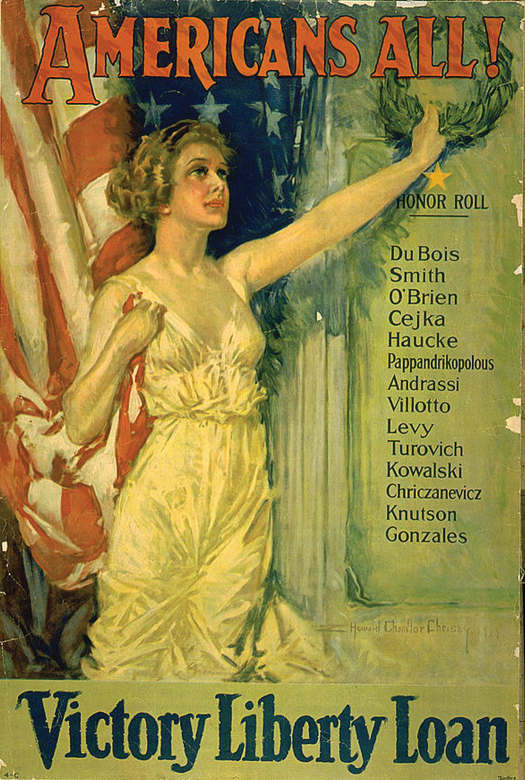 AMERICANS ALL!
HONOR ROLL
Du Bois
Smith
O'Brien
Cejka
Haucke
Pappandrikopolous
Andrassi
Villotto
Levy
Turovich
Kowalski
Chriczanevicz
Knutson
Gonzales
Howard Chandler Christy
Victory Liberty Loan
4-C